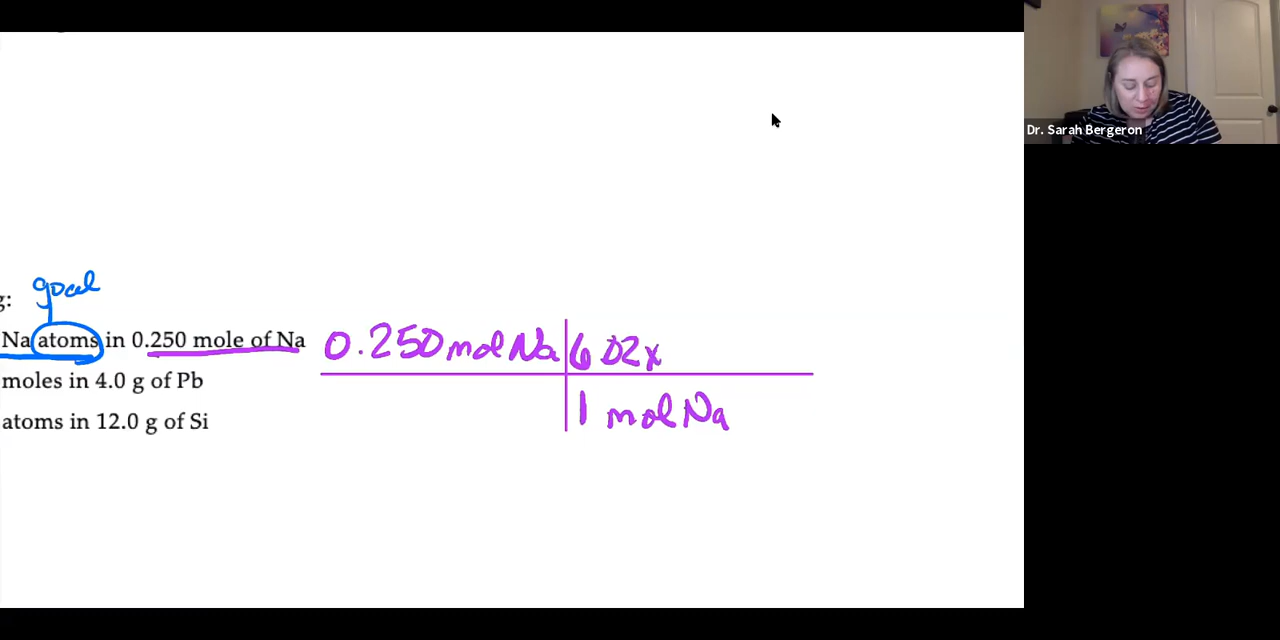 Dr. Sarah Bergeron
goal
g:
Na atoms in 0.250 mole of Na
0.250 mol Na 6.02x
moles in 4.0 g of Pb
1 mol Na
atoms in 12.0 g of Si